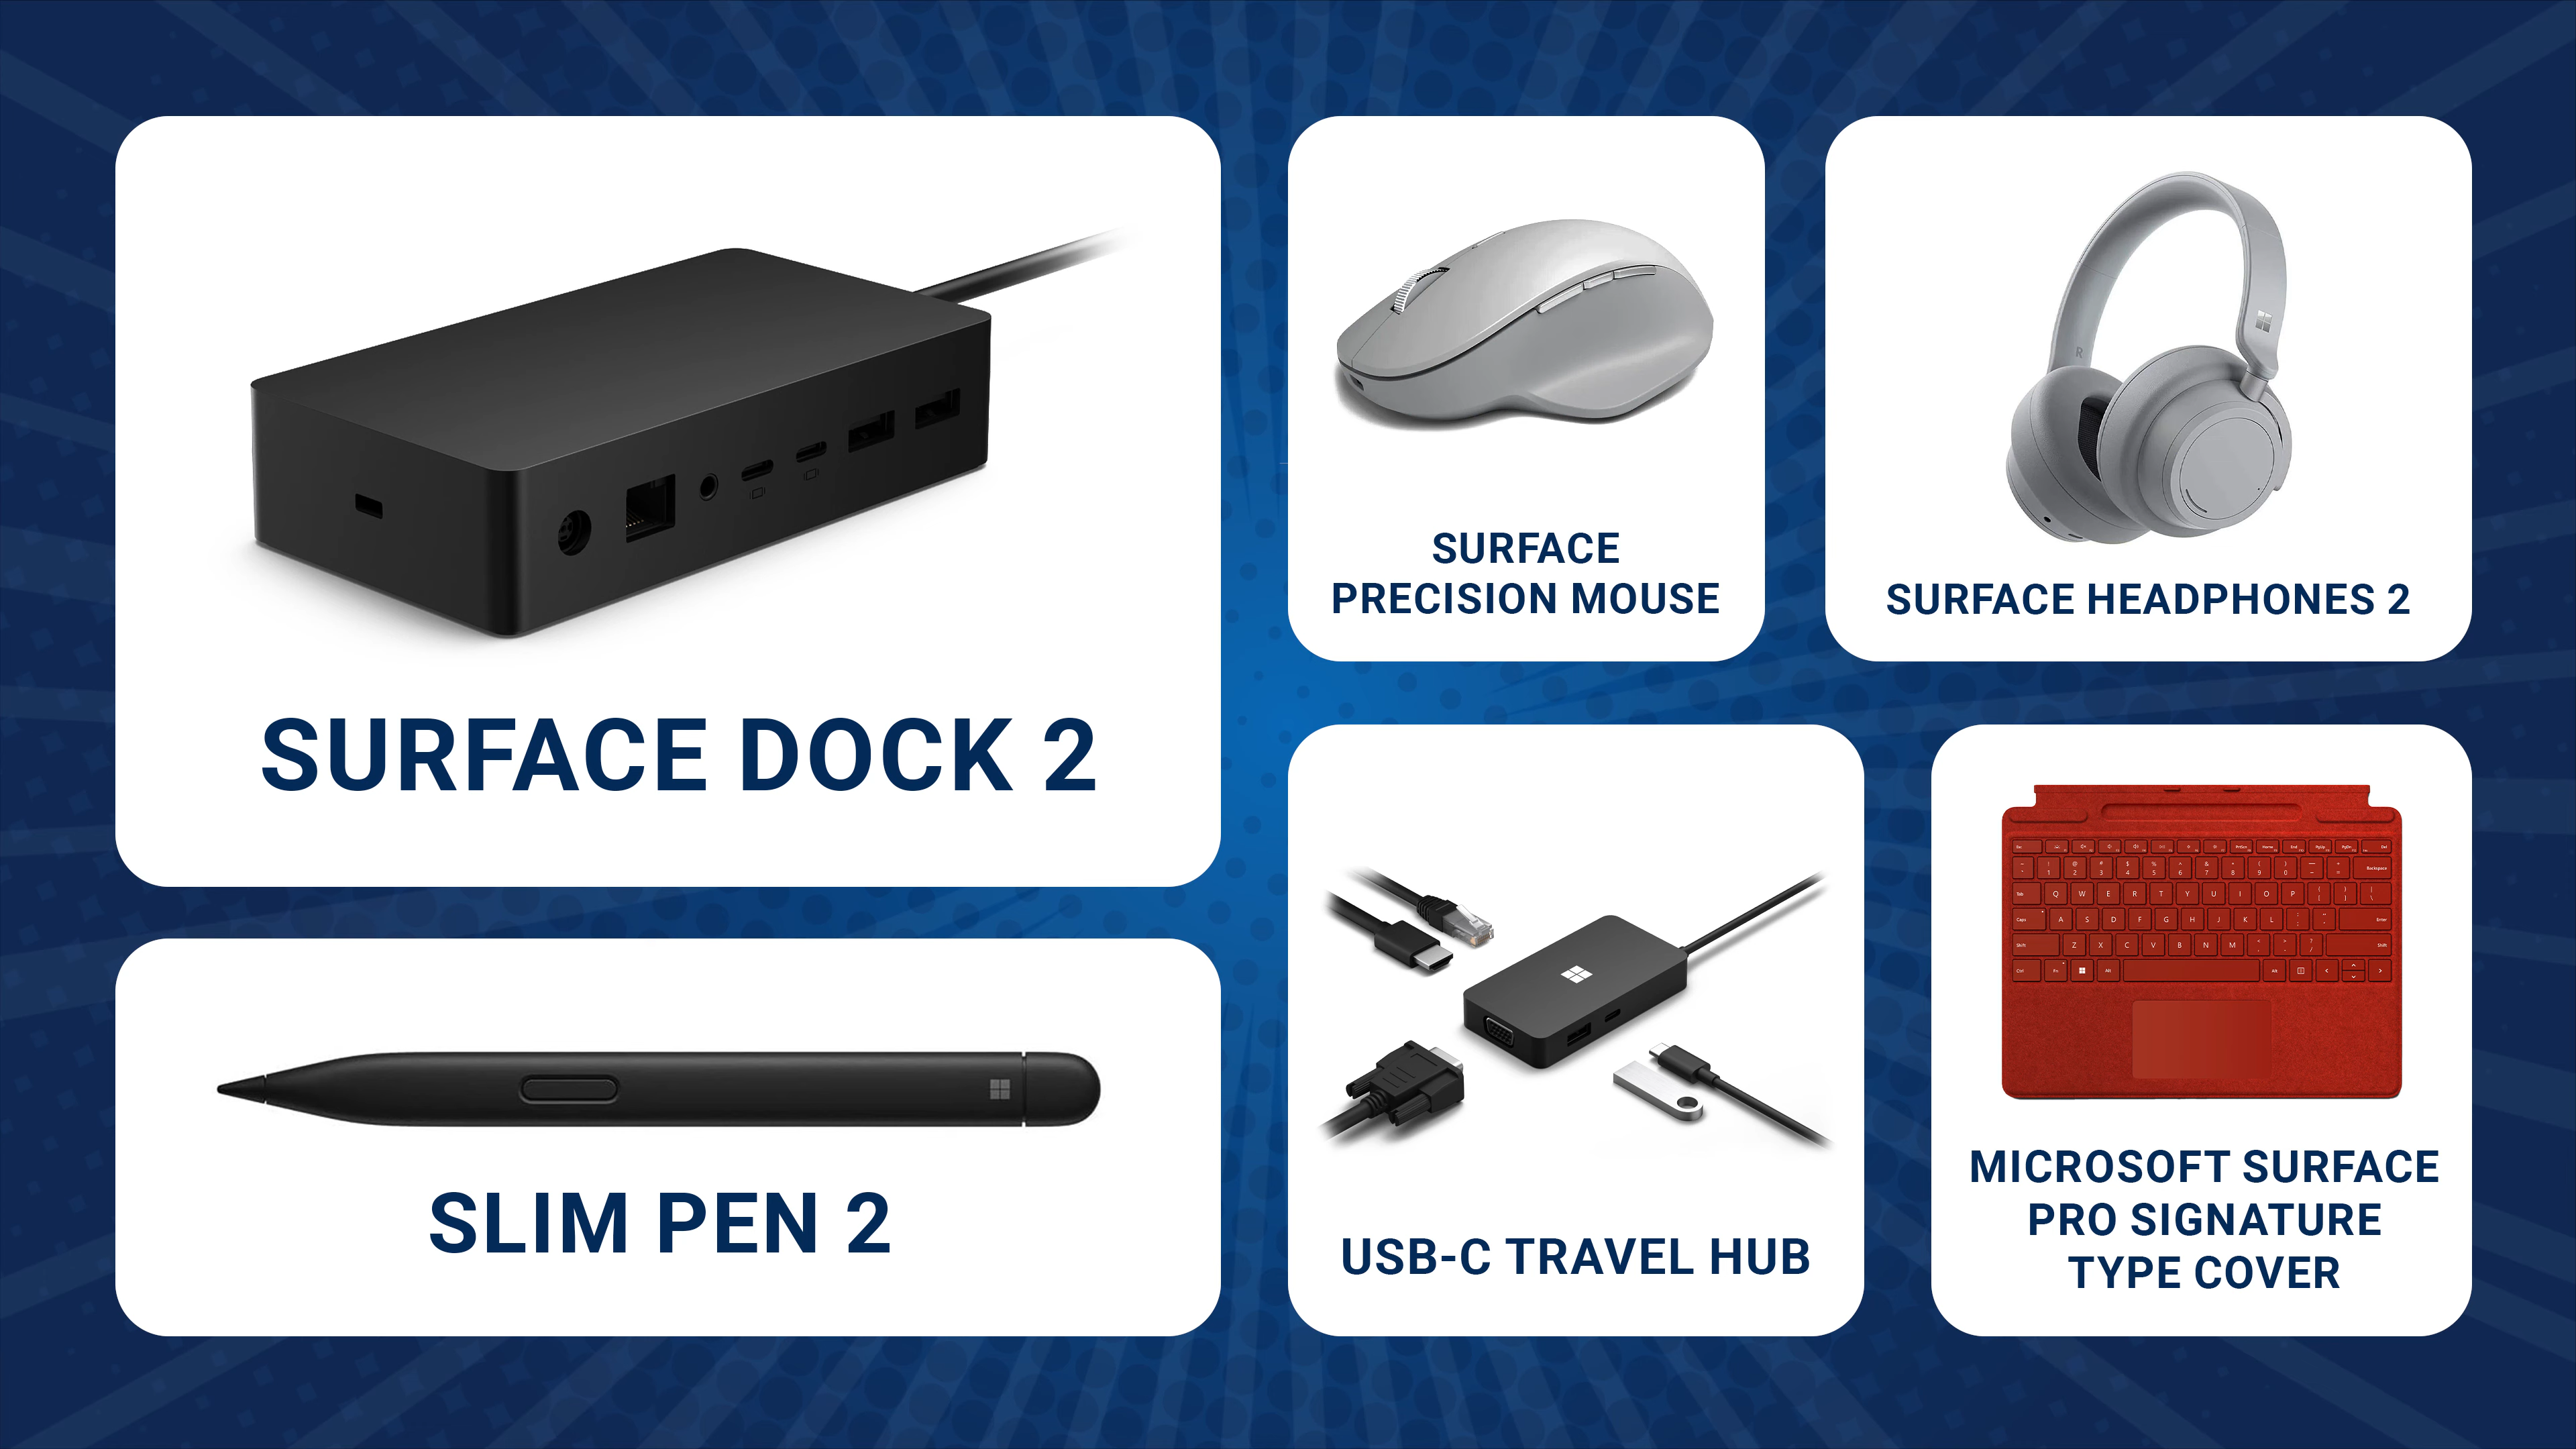 SURFACE DOCK 2
SURFACE
PRECISION MOUSE
R
SURFACE HEADPHONES 2
SLIM PEN 2
USB-C TRAVEL HUB
Q W E R T Y U I O P
A S D F G H J K L
Z X C V B N M
MICROSOFT SURFACE
PRO SIGNATURE
TYPE COVER